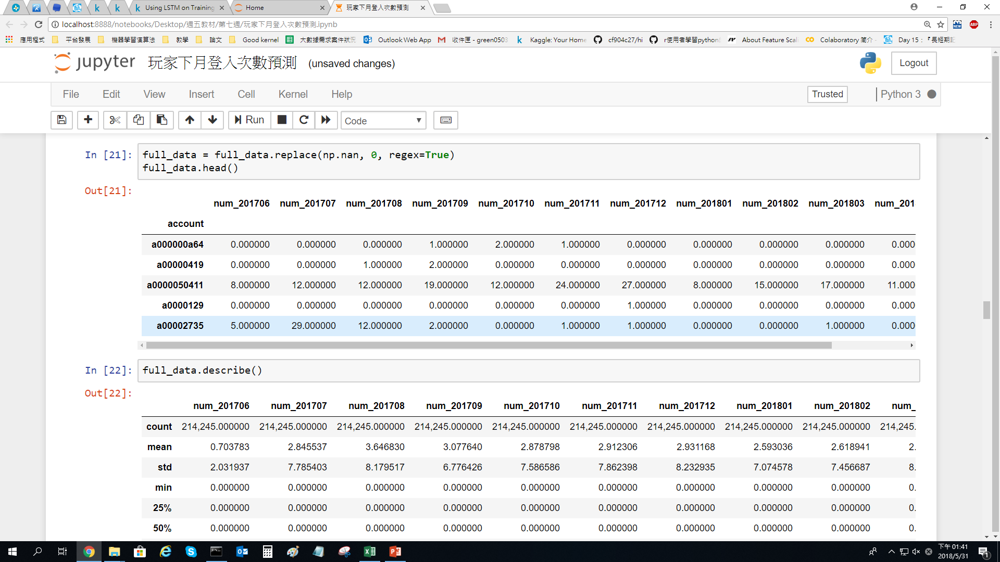 Using LSTM on Training
Home
玩家下月登入次數預測
localhost:8888/notebooks/Desktop/週五教材/第七週/玩家下月登入次數預測.ipynb
應用程式 平台發展 機器學習演算法 教學 論文 Good kernel 大數據需求案件狀況 Outlook Web App 收件匣 - green0503 Kaggle: Your Home cf904c27/hi r使用者學習python About Feature Scali Colaboratory 簡介 - Day 15：『長短期記
jupyter 玩家下月登入次數預測 (unsaved changes)
Logout
File Edit View Insert Cell Kernel Help
Trusted
Python 3
Run
Code
In [21]:
full_data = full_data.replace(np.nan, 0, regex=True)
full_data.head()
Out[21]:
num_201706 num_201707 num_201708 num_201709 num_201710 num_201711 num_201712 num_201801 num_201802 num_201803 num_201
account
a000000a64 0.000000 0.000000 0.000000 1.000000 2.000000 1.000000 0.000000 0.000000 0.000000 0.000000 0.000
a00000419 0.000000 0.000000 1.000000 2.000000 0.000000 0.000000 0.000000 0.000000 0.000000 0.000000 0.000
a0000050411 8.000000 12.000000 12.000000 19.000000 12.000000 24.000000 27.000000 8.000000 15.000000 17.000000 11.000
a0000129 0.000000 0.000000 0.000000 0.000000 0.000000 0.000000 1.000000 0.000000 0.000000 0.000000 0.000
a00002735 5.000000 29.000000 12.000000 2.000000 0.000000 1.000000 1.000000 0.000000 0.000000 1.000000 0.000
In [22]:
full_data.describe()
Out[22]:
num_201706 num_201707 num_201708 num_201709 num_201710 num_201711 num_201712 num_201801 num_201802 num_
count 214,245.000000 214,245.000000 214,245.000000 214,245.000000 214,245.000000 214,245.000000 214,245.000000 214,245.000000 214,245.000000 214,245.
mean 0.703783 2.845537 3.646830 3.077640 2.878798 2.912306 2.931168 2.593036 2.618941 2.
std 2.031937 7.785403 8.179517 6.776426 7.586586 7.862398 8.232935 7.074578 7.456687 8.
min 0.000000 0.000000 0.000000 0.000000 0.000000 0.000000 0.000000 0.000000 0.000000 0.
25% 0.000000 0.000000 0.000000 0.000000 0.000000 0.000000 0.000000 0.000000 0.000000 0.
50% 0.000000 0.000000 0.000000 0.000000 0.000000 0.000000 0.000000 0.000000 0.000000 0.
下午 01:41
2018/5/31